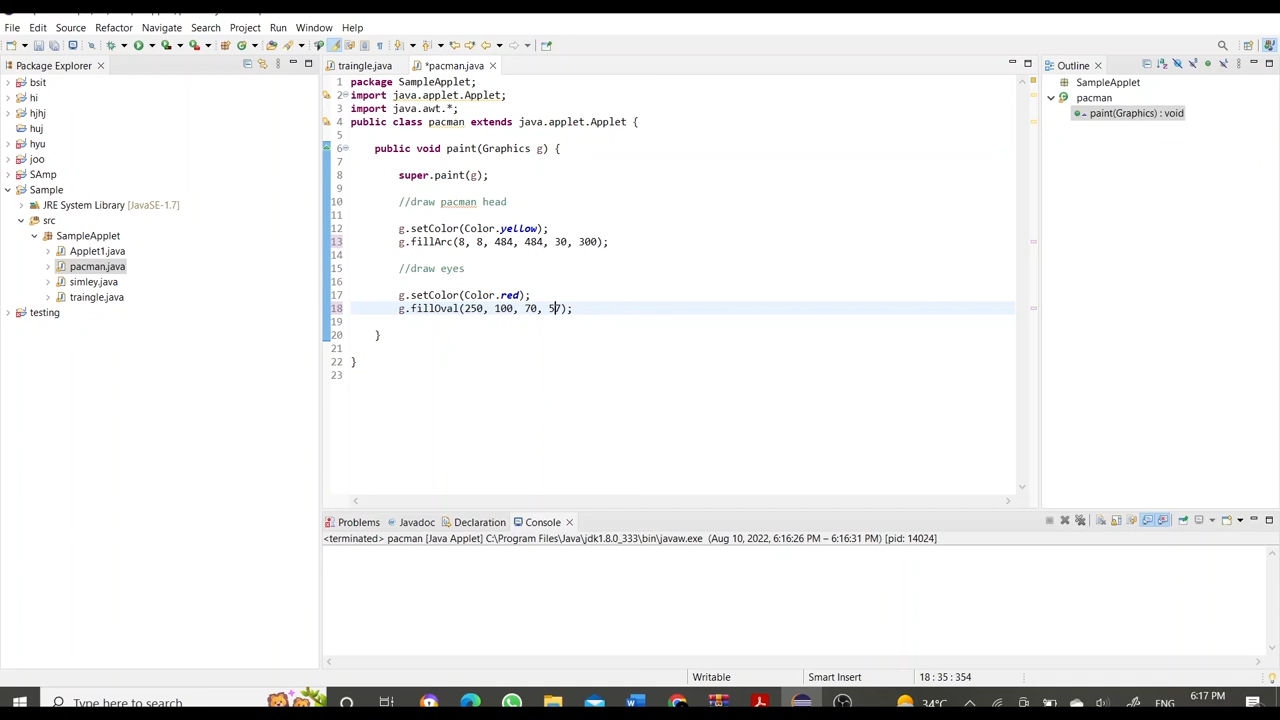 File Edit Source Refactor Navigate Search Project Run Window Help
Package Explorer
bsit
hi
hjhj
huj
hyu
joo
SAmp
Sample
JRE System Library [JavaSE-1.7]
src
SampleApplet
Applet1.java
pacman.java
simley.java
traingle.java
testing
traingle.java
*pacman.java
1 package SampleApplet;
2 import java.applet.Applet;
3 import java.awt.*;
4 public class pacman extends java.applet.Applet {
5
6 public void paint(Graphics g) {
7
8 super.paint(g);
9
10 //draw pacman head
11
12 g.setColor(Color.yellow);
13 g.fillArc(8, 8, 484, 484, 30, 300);
14
15 //draw eyes
16
17 g.setColor(Color.red);
18 g.fillOval(250, 100, 70, 57);
19
20 }
21
22 }
23
Outline
SampleApplet
pacman
paint(Graphics) : void
Problems Javadoc Declaration Console
<terminated> pacman [Java Applet] C:\Program Files\Java\jdk1.8.0_333\bin\javaw.exe (Aug 10, 2022, 6:16:26 PM – 6:16:31 PM) [pid: 14024]
Writable Smart Insert 18 : 35 : 354
Type here to search
34°C
ENG
6:17 PM